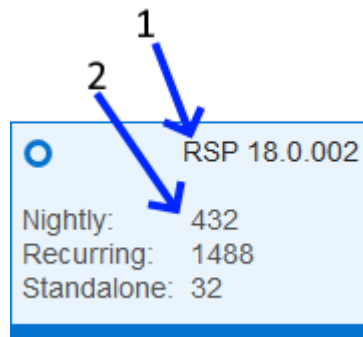 1
2
RSP 18.0.002
Nightly: 432
Recurring: 1488
Standalone: 32